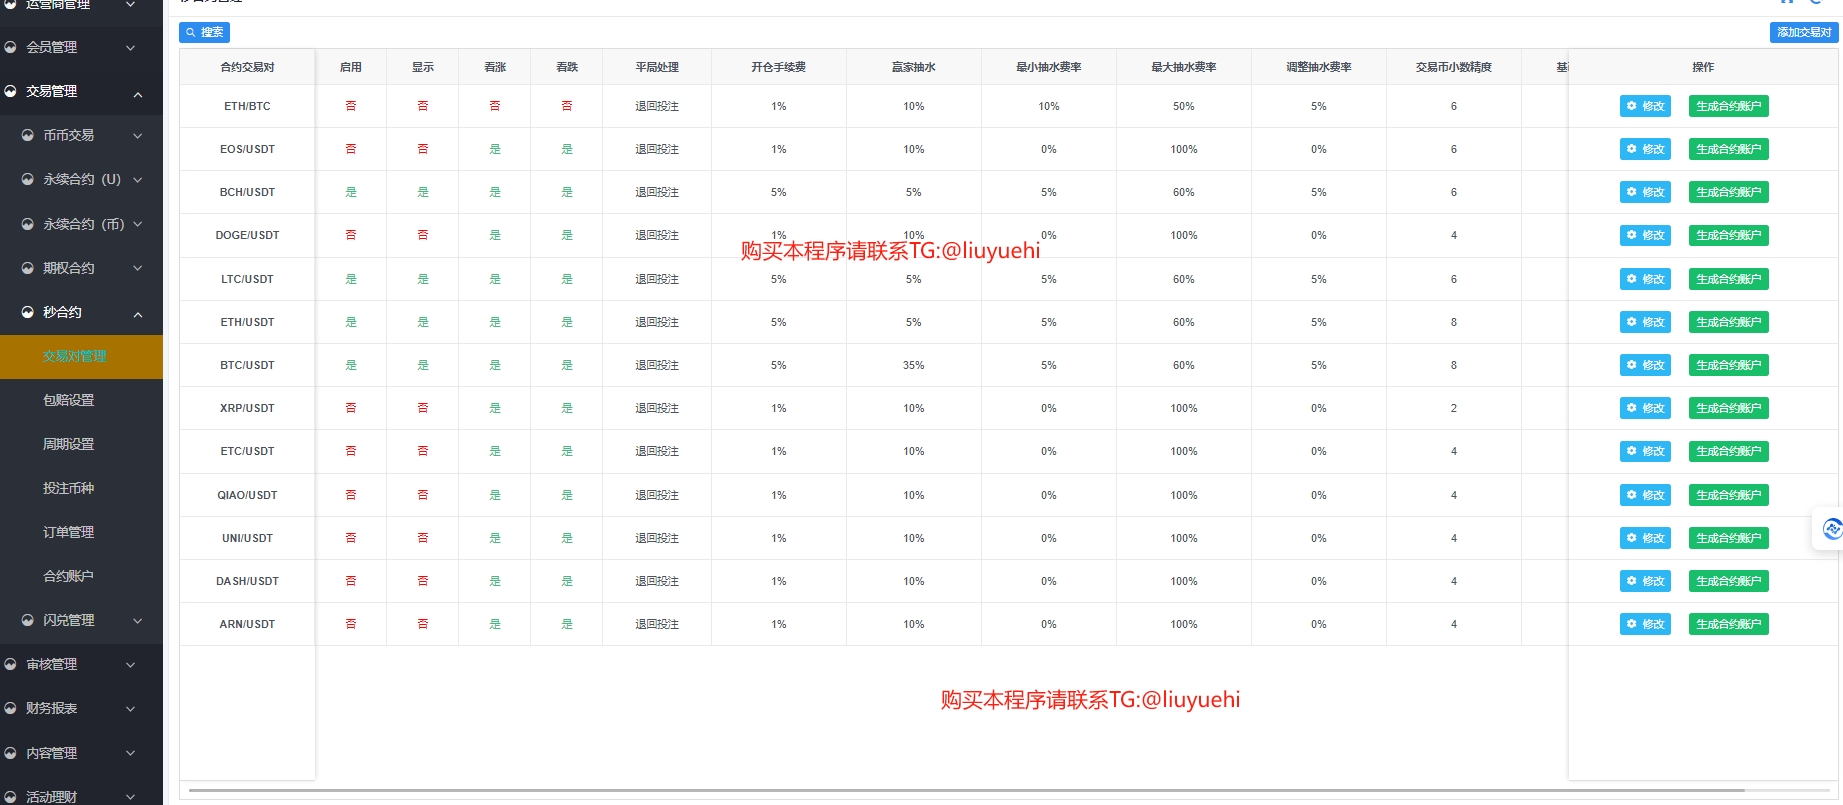 运营商管理
会员管理
交易管理
币币交易
永续合约（U）
永续合约（币）
期权合约
秒合约
交易对管理
包赔设置
周期设置
投注币种
订单管理
合约账户
闪兑管理
审核管理
财务报表
内容管理
活动理财
搜索 添加交易对
合约交易对 启用 显示 看涨 看跌 平局处理 开仓手续费 赢家抽水 最小抽水费率 最大抽水费率 调整抽水费率 交易币小数精度 操作
ETH/BTC 否 否 否 否 退回投注 1% 10% 10% 50% 5% 6 修改 生成合约账户
EOS/USDT 否 否 是 是 退回投注 1% 10% 0% 100% 0% 6 修改 生成合约账户
BCH/USDT 是 是 是 是 退回投注 5% 5% 5% 60% 5% 6 修改 生成合约账户
DOGE/USDT 否 否 是 是 退回投注 1% 10% 0% 100% 0% 4 修改 生成合约账户
购买本程序请联系TG:@liuyuehi
LTC/USDT 是 是 是 是 退回投注 5% 5% 5% 60% 5% 6 修改 生成合约账户
ETH/USDT 是 是 是 是 退回投注 5% 5% 5% 60% 5% 8 修改 生成合约账户
BTC/USDT 是 是 是 是 退回投注 5% 35% 5% 60% 5% 8 修改 生成合约账户
XRP/USDT 否 否 是 是 退回投注 1% 10% 0% 100% 0% 2 修改 生成合约账户
ETC/USDT 否 否 是 是 退回投注 1% 10% 0% 100% 0% 4 修改 生成合约账户
QIAO/USDT 否 否 是 是 退回投注 1% 10% 0% 100% 0% 4 修改 生成合约账户
UNI/USDT 否 否 是 是 退回投注 1% 10% 0% 100% 0% 4 修改 生成合约账户
DASH/USDT 否 否 是 是 退回投注 1% 10% 0% 100% 0% 4 修改 生成合约账户
ARN/USDT 否 否 是 是 退回投注 1% 10% 0% 100% 0% 4 修改 生成合约账户
购买本程序请联系TG:@liuyuehi